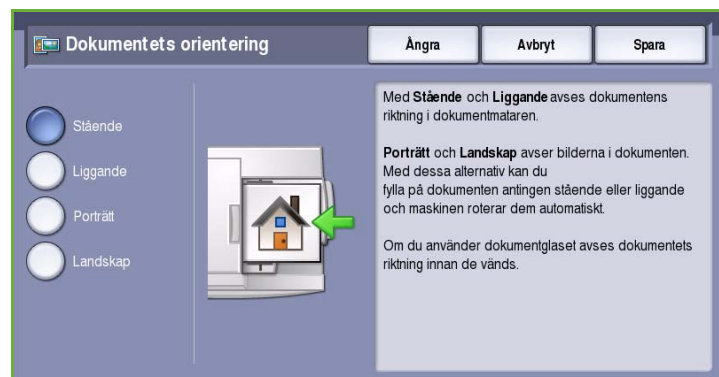 Dokumentets orientering
Ångra
Avbryt
Spara
Stående
Liggande
Porträtt
Landskap
Med Stående och Liggande avses dokumentens
riktning i dokumentmataren.
Porträtt och Landskap avser bilderna i dokumenten.
Med dessa alternativ kan du
fylla på dokumenten antingen stående eller liggande
och maskinen roterar dem automatiskt.
Om du använder dokumentglaset avses dokumentets
riktning innan de vänds.